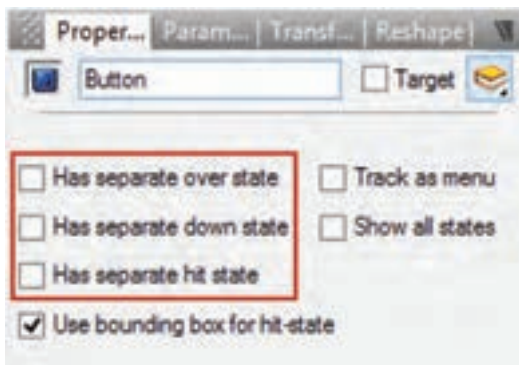 Proper... Param... Transf... Reshape
Button Target
Has separate over state Track as menu
Has separate down state Show all states
Has separate hit state
Use bounding box for hit-state